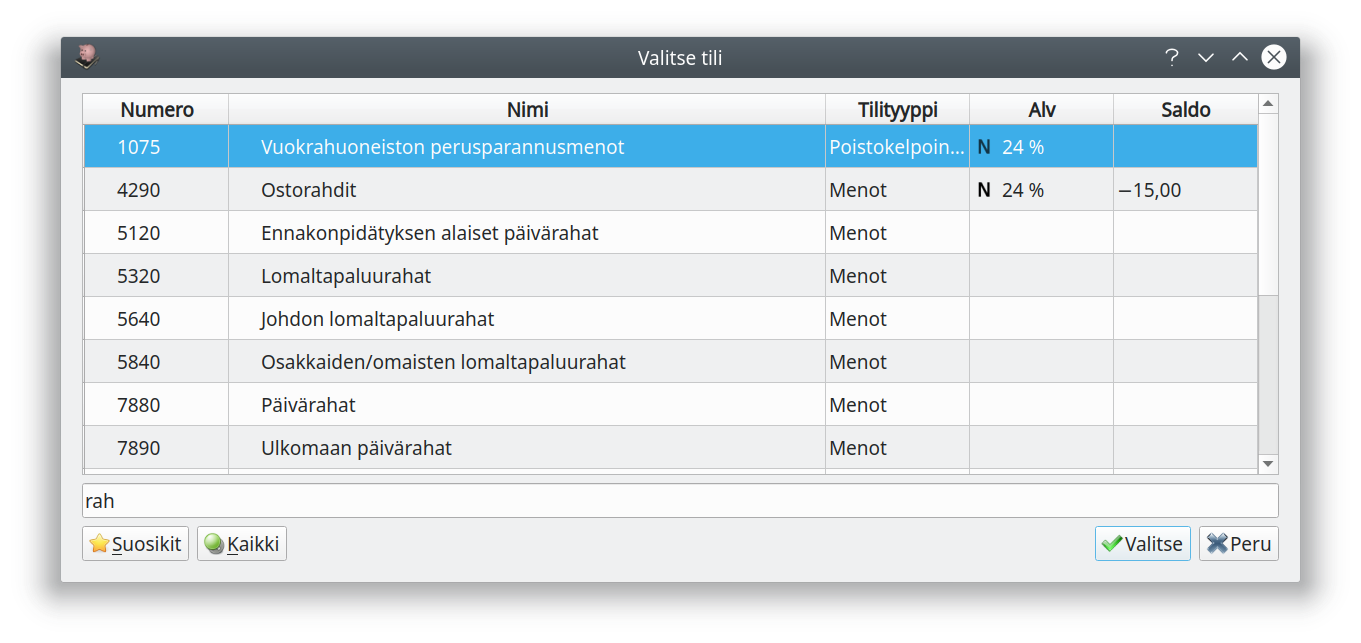 Valitse tili
Numero Nimi Tilityyppi Alv Saldo
1075 Vuokrahuoneiston perusparannusmenot Poistokelpoin... N 24 %
4290 Ostorahdit Menot N 24 % −15,00
5120 Ennakonpidätyksen alaiset päivärahat Menot
5320 Lomaltapaluurahat Menot
5640 Johdon lomaltapaluurahat Menot
5840 Osakkaiden/omaisten lomaltapaluurahat Menot
7880 Päivärahat Menot
7890 Ulkomaan päivärahat Menot
rah
Suosikit Kaikki Valitse Peru